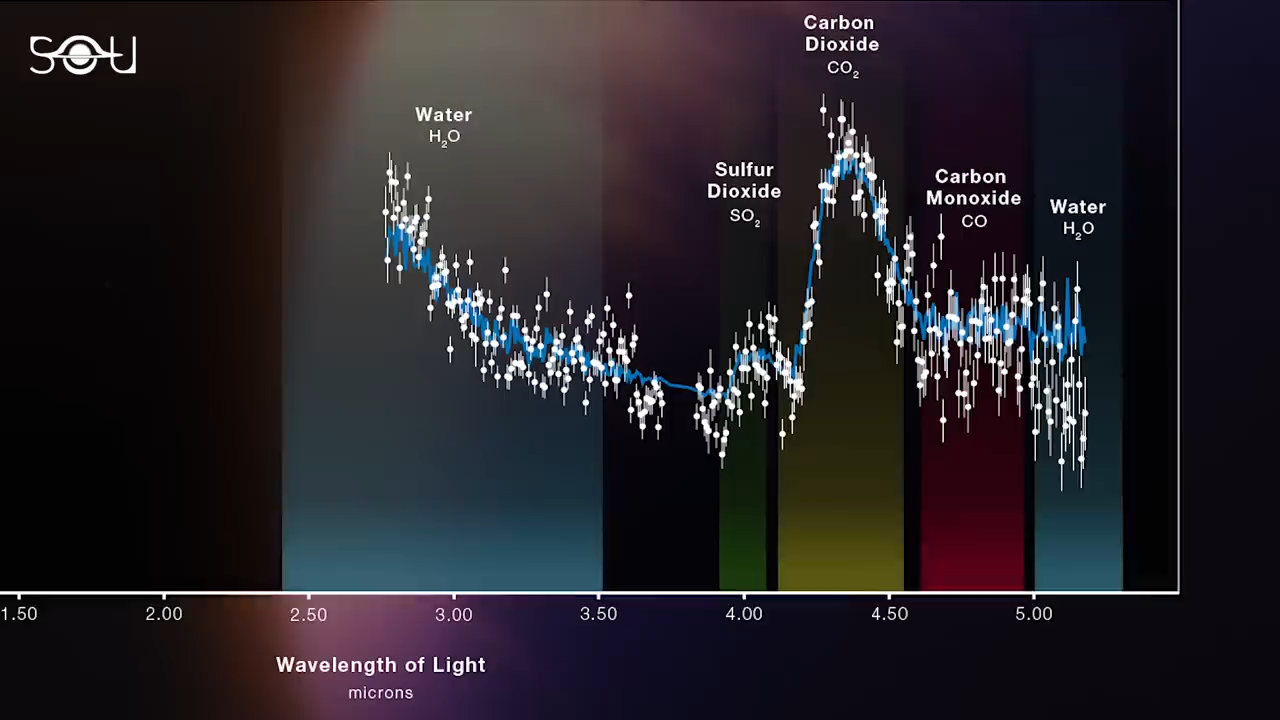 SOU
Carbon
Dioxide
CO₂
Water
H₂O
Sulfur
Dioxide
SO₂
Carbon
Monoxide
CO
Water
H₂O
1.50 2.00 2.50 3.00 3.50 4.00 4.50 5.00
Wavelength of Light
microns